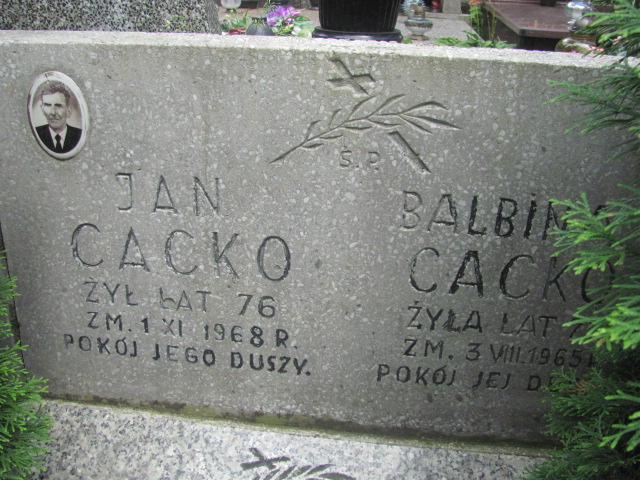 Ś.P.
JAN
CACKO
ŻYŁ LAT 76
ZM. 1 XI 1968 R.
POKÓJ JEGO DUSZY.
CACKO
ŻYŁA LAT
ZM. 3 VIII.1965
POKÓJ JEJ